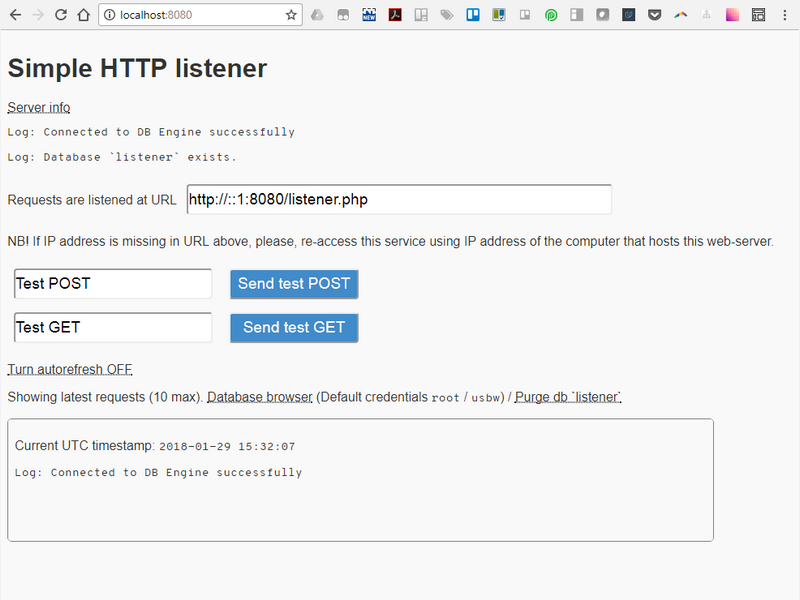 localhost:8080
NEW
Simple HTTP listener
Server info
Log: Connected to DB Engine successfully
Log: Database `listener` exists.
Requests are listened at URL http://::1:8080/listener.php
NB! If IP address is missing in URL above, please, re-access this service using IP address of the computer that hosts this web-server.
Test POST Send test POST
Test GET Send test GET
Turn autorefresh OFF
Showing latest requests (10 max). Database browser (Default credentials root / usbw) / Purge db `listener`
Current UTC timestamp: 2018-01-29 15:32:07
Log: Connected to DB Engine successfully